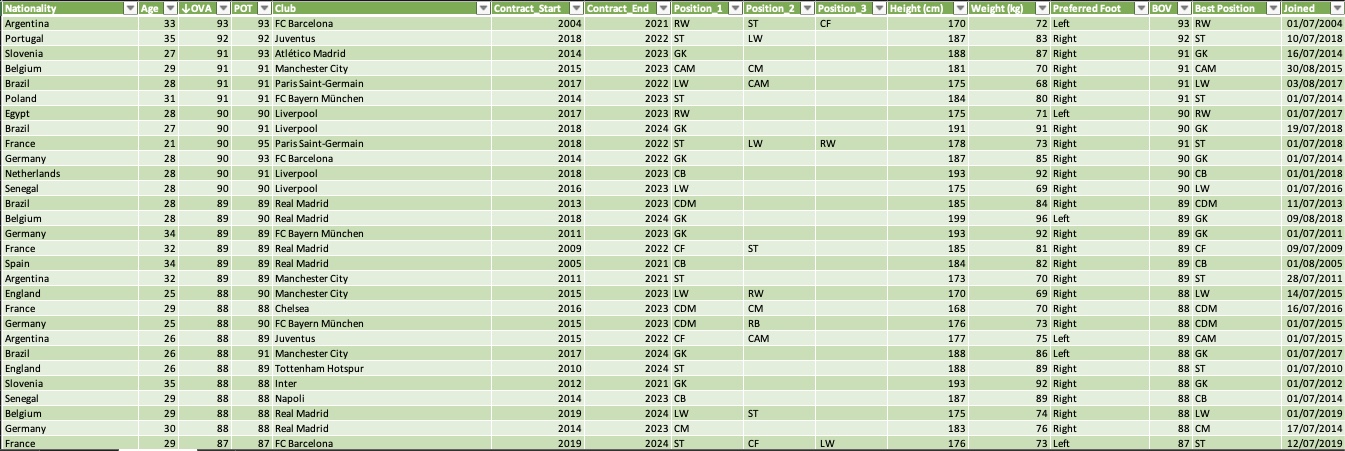 Nationality Age ↓OVA POT Club Contract_Start Contract_End Position_1 Position_2 Position_3 Height (cm) Weight (kg) Preferred Foot BOV Best Position Joined
Argentina 33 93 93 FC Barcelona 2004 2021 RW ST CF 170 72 Left 93 RW 01/07/2004
Portugal 35 92 92 Juventus 2018 2022 ST LW 187 83 Right 92 ST 10/07/2018
Slovenia 27 91 93 Atlético Madrid 2014 2023 GK 188 87 Right 91 GK 16/07/2014
Belgium 29 91 91 Manchester City 2015 2023 CAM CM 181 70 Right 91 CAM 30/08/2015
Brazil 28 91 91 Paris Saint-Germain 2017 2022 LW CAM 175 68 Right 91 LW 03/08/2017
Poland 31 91 91 FC Bayern München 2014 2023 ST 184 80 Right 91 ST 01/07/2014
Egypt 28 90 90 Liverpool 2017 2023 RW 175 71 Left 90 RW 01/07/2017
Brazil 27 90 91 Liverpool 2018 2024 GK 191 91 Right 90 GK 19/07/2018
France 21 90 95 Paris Saint-Germain 2018 2022 ST LW RW 178 73 Right 91 ST 01/07/2018
Germany 28 90 93 FC Barcelona 2014 2022 GK 187 85 Right 90 GK 01/07/2014
Netherlands 28 90 91 Liverpool 2018 2023 CB 193 92 Right 90 CB 01/01/2018
Senegal 28 90 90 Liverpool 2016 2023 LW 175 69 Right 90 LW 01/07/2016
Brazil 28 89 89 Real Madrid 2013 2023 CDM 185 84 Right 89 CDM 11/07/2013
Belgium 28 89 90 Real Madrid 2018 2024 GK 199 96 Left 89 GK 09/08/2018
Germany 34 89 89 FC Bayern München 2011 2023 GK 193 92 Right 89 GK 01/07/2011
France 32 89 89 Real Madrid 2009 2022 CF ST 185 81 Right 89 CF 09/07/2009
Spain 34 89 89 Real Madrid 2005 2021 CB 184 82 Right 89 CB 01/08/2005
Argentina 32 89 89 Manchester City 2011 2021 ST 173 70 Right 89 ST 28/07/2011
England 25 88 90 Manchester City 2015 2023 LW RW 170 69 Right 88 LW 14/07/2015
France 29 88 88 Chelsea 2016 2023 CDM CM 168 70 Right 88 CDM 16/07/2016
Germany 25 88 90 FC Bayern München 2015 2023 CDM RB 176 73 Right 88 CDM 01/07/2015
Argentina 26 88 89 Juventus 2015 2022 CF CAM 177 75 Left 89 CAM 01/07/2015
Brazil 26 88 91 Manchester City 2017 2024 GK 188 86 Left 88 GK 01/07/2017
England 26 88 89 Tottenham Hotspur 2010 2024 ST 188 89 Right 88 ST 01/07/2010
Slovenia 35 88 88 Inter 2012 2021 GK 193 92 Right 88 GK 01/07/2012
Senegal 29 88 88 Napoli 2014 2023 CB 187 89 Right 88 CB 01/07/2014
Belgium 29 88 88 Real Madrid 2019 2024 LW ST 175 74 Right 88 LW 01/07/2019
Germany 30 88 88 Real Madrid 2014 2023 CM 183 76 Right 88 CM 17/07/2014
France 29 87 87 FC Barcelona 2019 2024 ST CF LW 176 73 Left 87 ST 12/07/2019